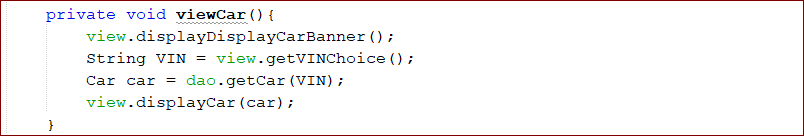 private void viewCar(){
view.displayDisplayCarBanner();
String VIN = view.getVINChoice();
Car car = dao.getCar(VIN);
view.displayCar(car);
}